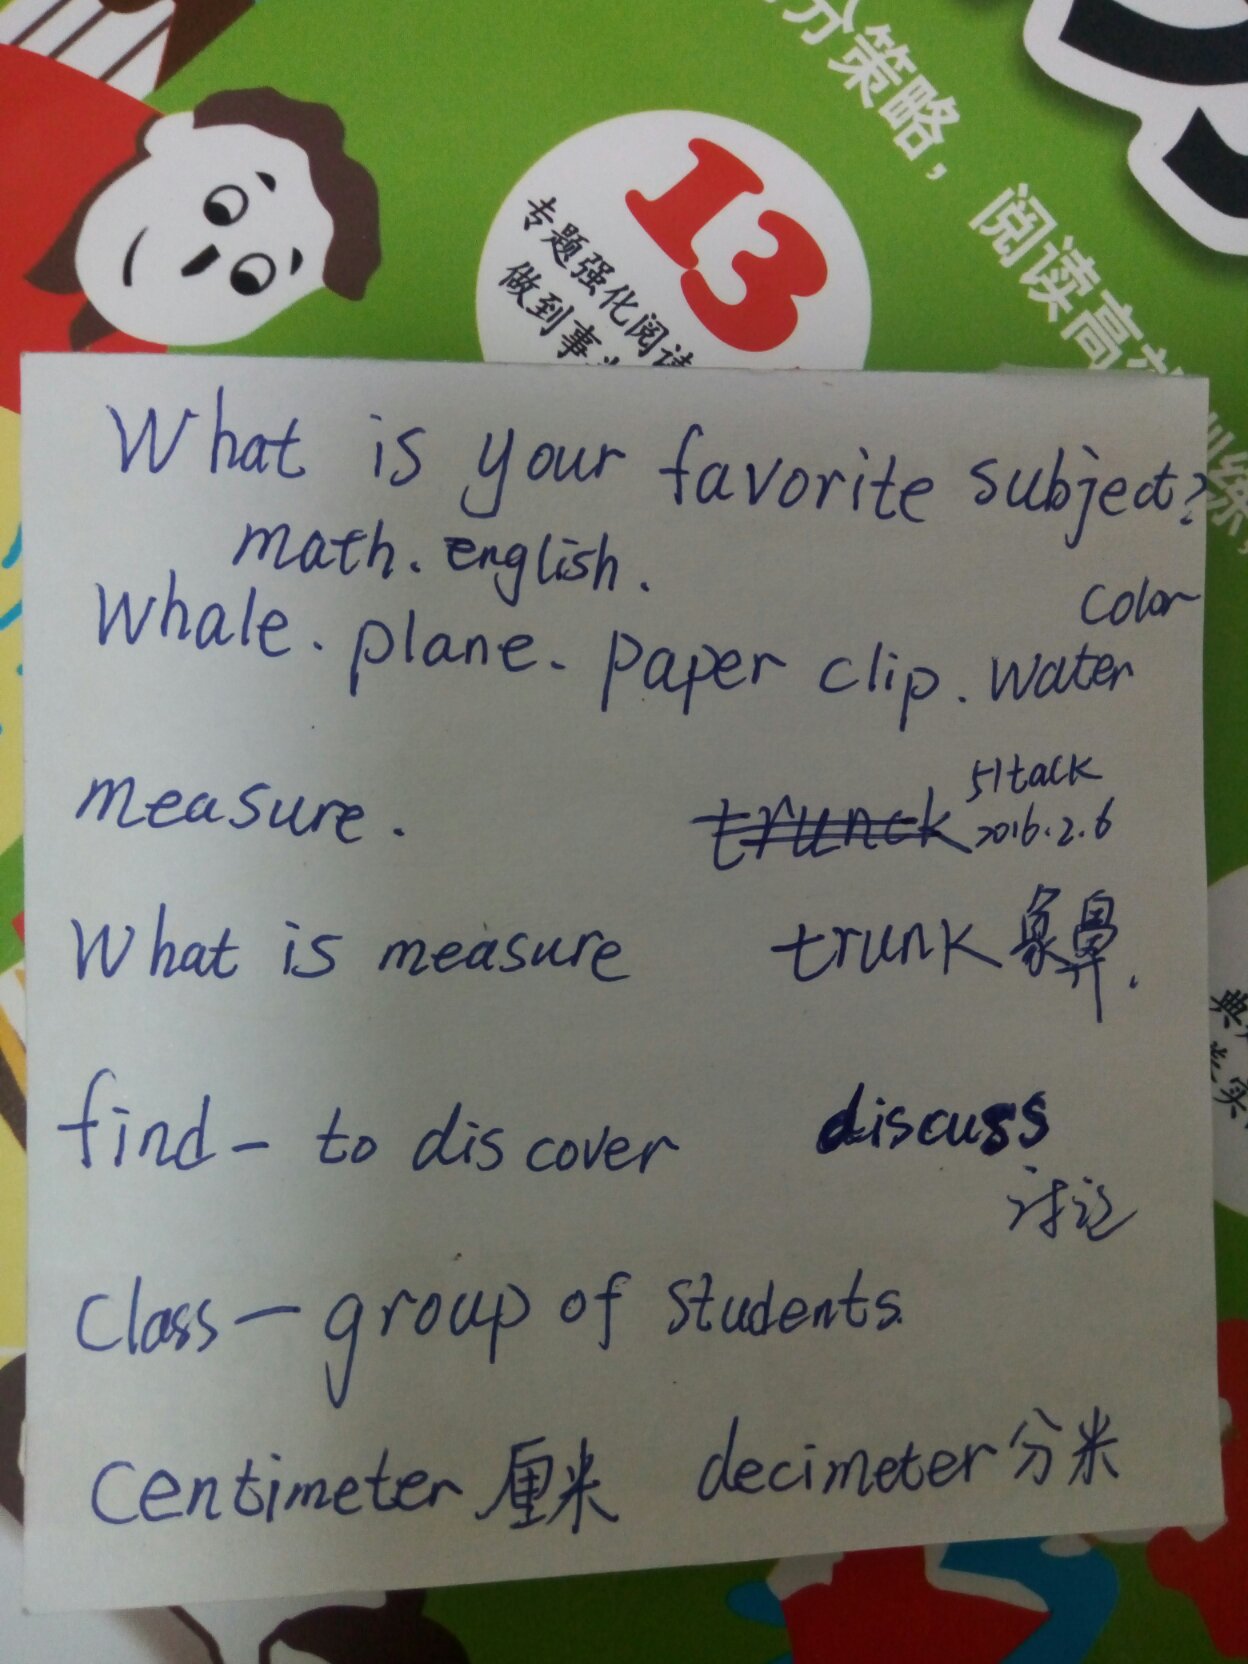 分策略，阅读高效训练
13
专题强化阅读
做到事
What is your favorite subject?
math. english.
color
Whale. plane. paper clip. water
measure.
51talk
trunck 2016.2.6
What is measure
trunk 象鼻.
find - to discover
discuss
讨论
Class - group of students.
centimeter 厘米 decimeter 分米